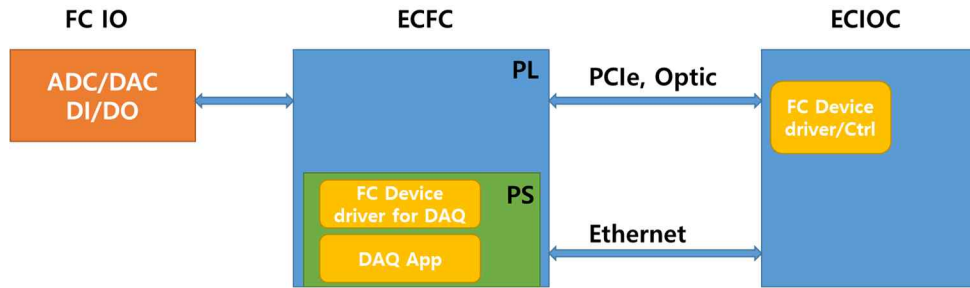 FC IO
ECFC
ECIOC
ADC/DAC
DI/DO
PL
PCIe, Optic
FC Device
driver/Ctrl
PS
FC Device
driver for DAQ
DAQ App
Ethernet